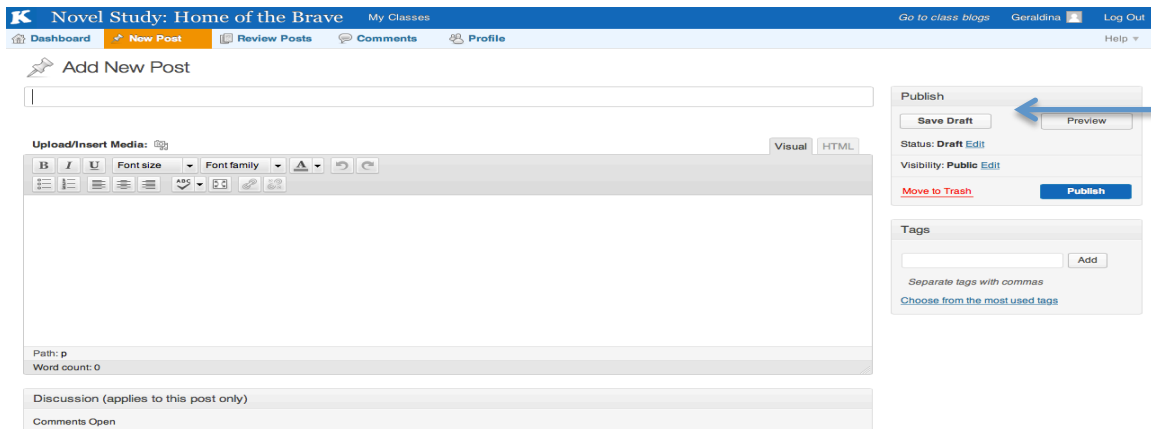 K Novel Study: Home of the Brave My Classes Go to class blogs Geraldina Log Out
Dashboard New Post Review Posts Comments Profile Help
Add New Post
Upload/Insert Media: Visual HTML
B I U Font size Font family A
ABC
Path: p
Word count: 0
Discussion (applies to this post only)
Comments Open
Publish
Save Draft Preview
Status: Draft Edit
Visibility: Public Edit
Move to Trash Publish
Tags
Add
Separate tags with commas
Choose from the most used tags